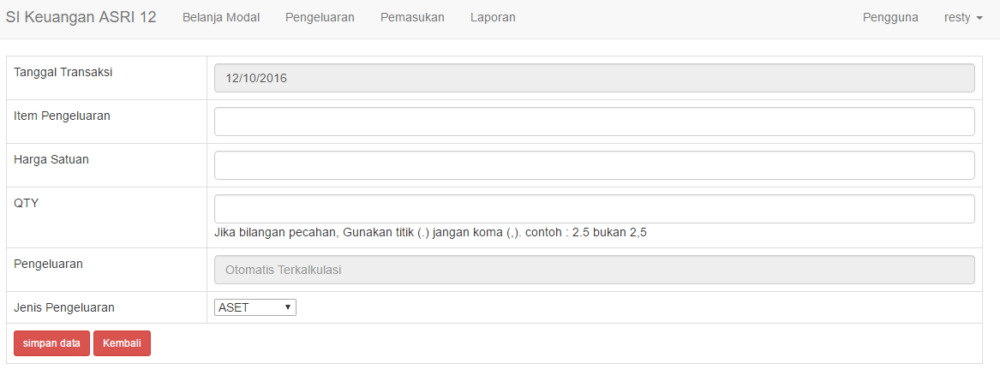 SI Keuangan ASRI 12 Belanja Modal Pengeluaran Pemasukan Laporan Pengguna resty
Tanggal Transaksi 12/10/2016
Item Pengeluaran
Harga Satuan
QTY
Jika bilangan pecahan, Gunakan titik (.) jangan koma (,). contoh : 2.5 bukan 2,5
Pengeluaran Otomatis Terkalkulasi
Jenis Pengeluaran ASET
simpan data Kembali